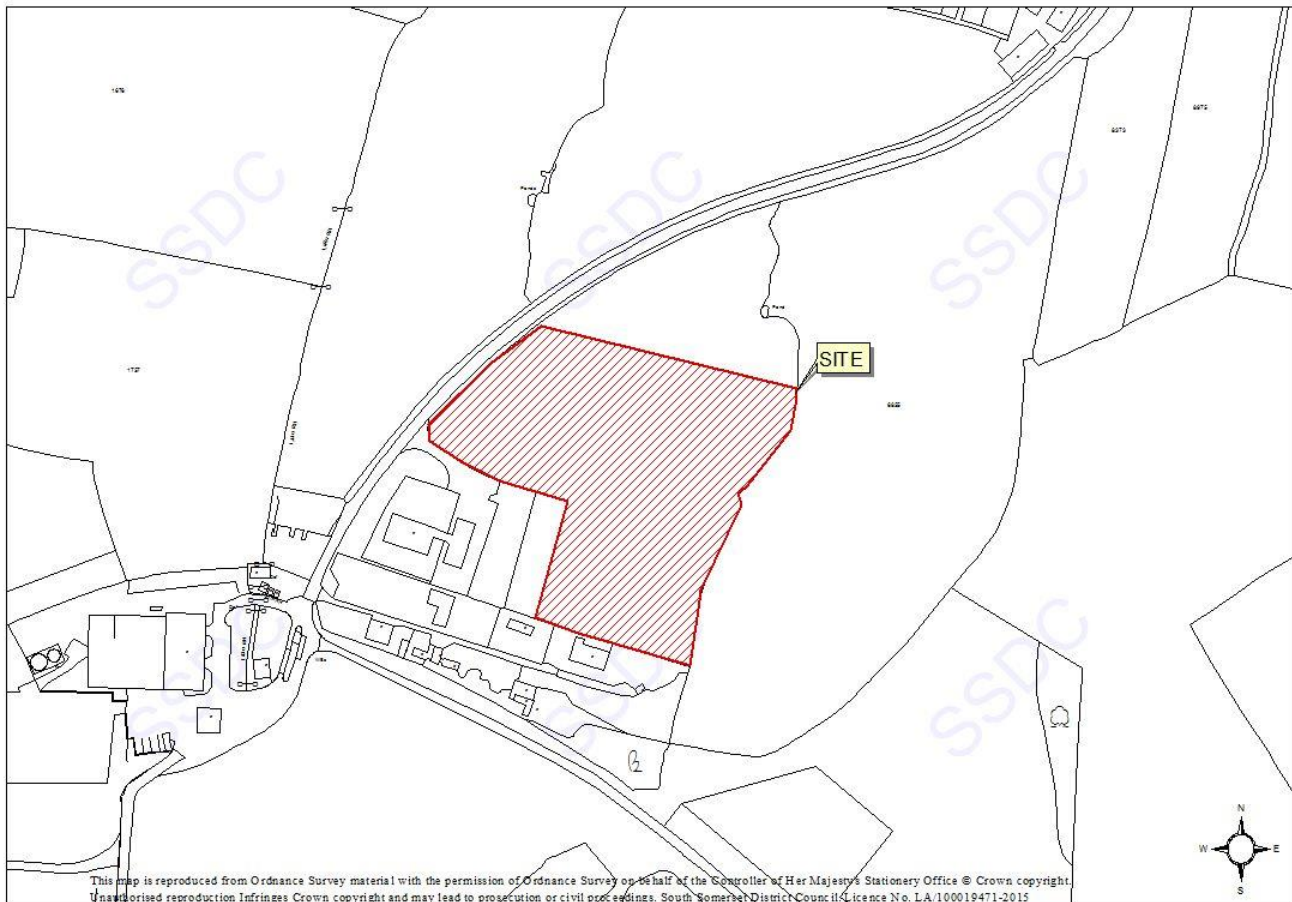 SSDC
SSDC
SSDC
Pond
SITE
SSDC
SSDC
SSDC
N
W E
S
This map is reproduced from Ordnance Survey material with the permission of Ordnance Survey on behalf of the Controller of Her Majesty's Stationery Office © Crown copyright.
Unauthorised reproduction Infringes Crown copyright and may lead to prosecution or civil proceedings. South Somerset District Council Licence No. LA/100019471-2015